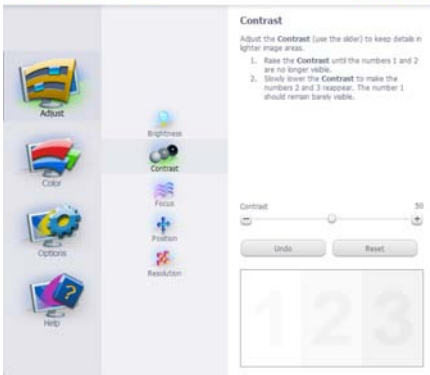 Adjust
Color
Options
Help
Brightness
Contrast
Focus
Position
Resolution
Contrast
Adjust the Contrast (use the slider) to keep details in
lighter image areas.
1. Raise the Contrast until the numbers 1 and 2
are no longer visible.
2. Slowly lower the Contrast to make the
numbers 2 and 3 reappear. The number 1
should remain barely visible.
Contrast 50
Undo Reset
1 2 3